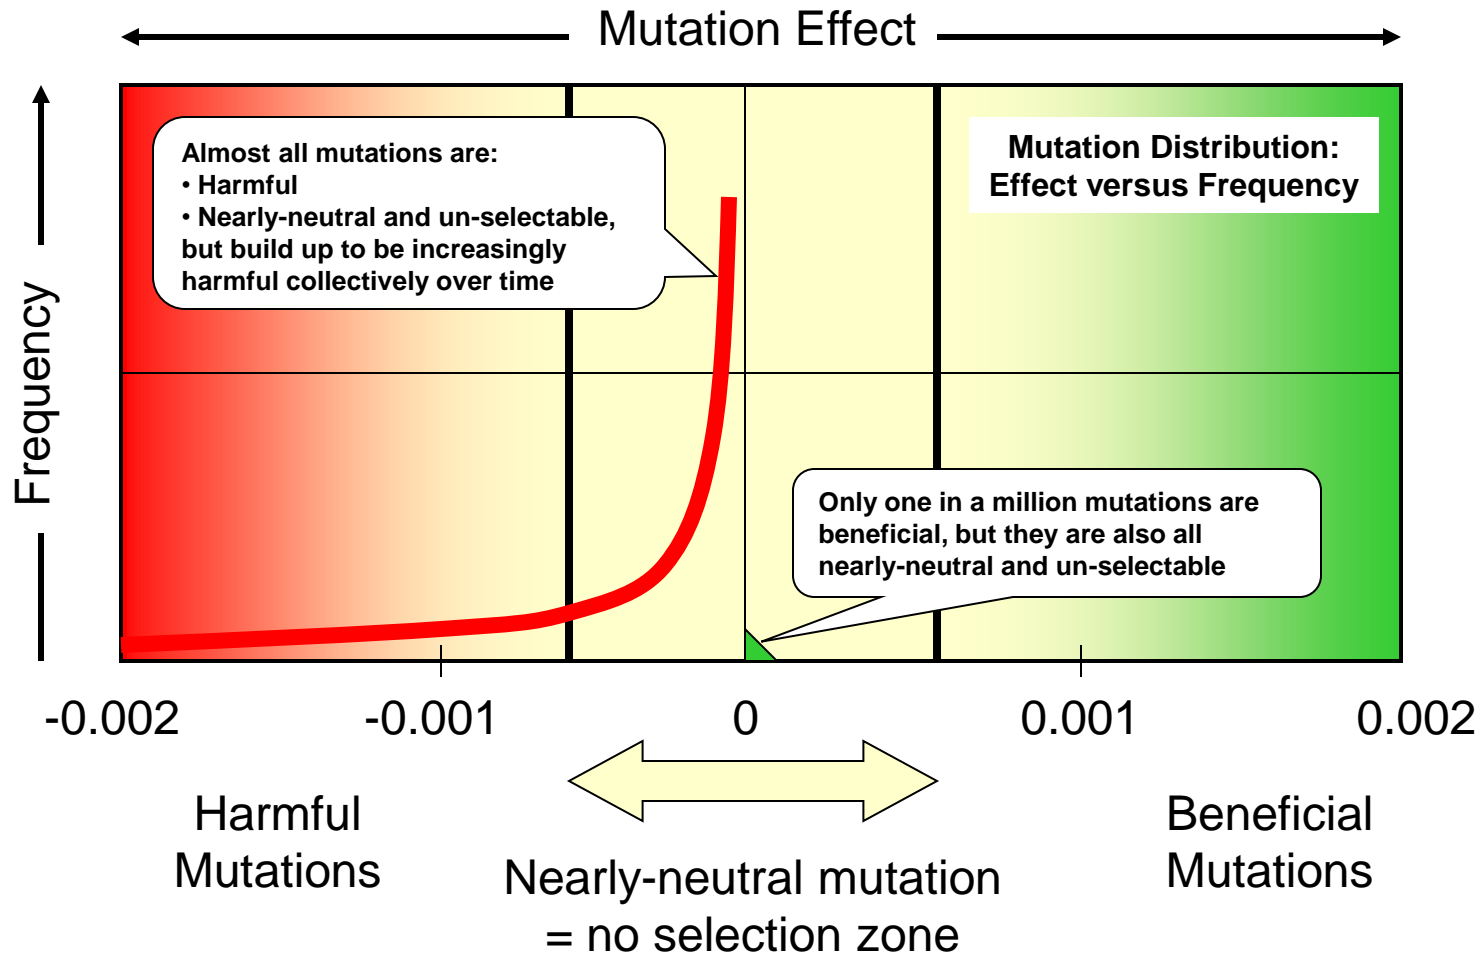 Mutation Effect
Almost all mutations are:
• Harmful
• Nearly-neutral and un-selectable,
but build up to be increasingly
harmful collectively over time
Mutation Distribution:
Effect versus Frequency
Frequency
Only one in a million mutations are
beneficial, but they are also all
nearly-neutral and un-selectable
-0.002
-0.001
0
0.001
0.002
Harmful
Mutations
Nearly-neutral mutation
= no selection zone
Beneficial
Mutations